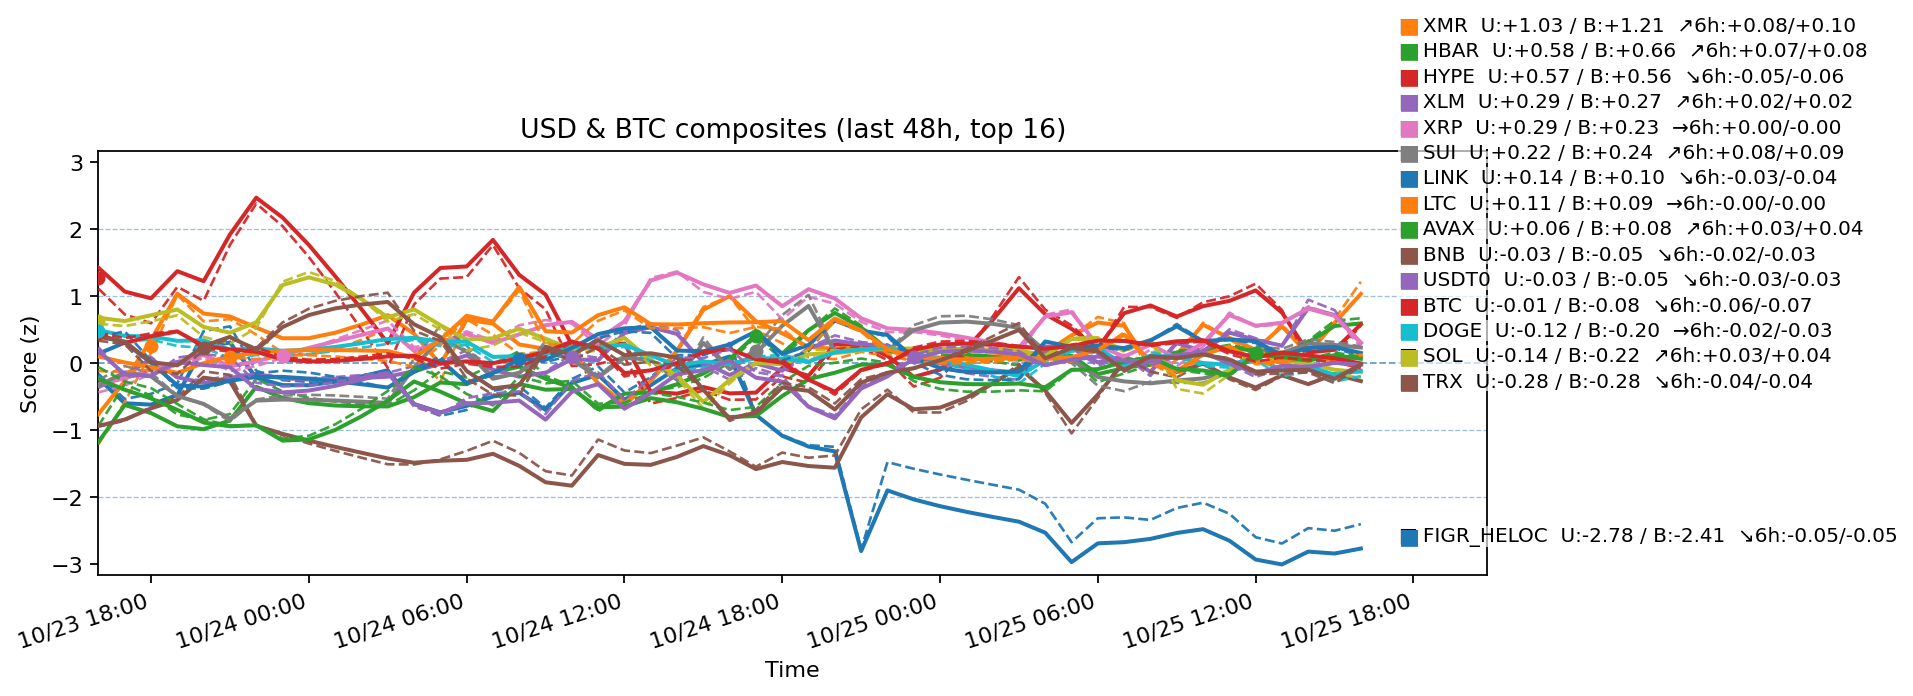 XMR U:+1.03 / B:+1.21 ↗6h:+0.08/+0.10
HBAR U:+0.58 / B:+0.66 ↗6h:+0.07/+0.08
HYPE U:+0.57 / B:+0.56 ↘6h:-0.05/-0.06
XLM U:+0.29 / B:+0.27 ↗6h:+0.02/+0.02
XRP U:+0.29 / B:+0.23 →6h:+0.00/-0.00
SUI U:+0.22 / B:+0.24 ↗6h:+0.08/+0.09
LINK U:+0.14 / B:+0.10 ↘6h:-0.03/-0.04
LTC U:+0.11 / B:+0.09 →6h:-0.00/-0.00
AVAX U:+0.06 / B:+0.08 ↗6h:+0.03/+0.04
BNB U:-0.03 / B:-0.05 ↘6h:-0.02/-0.03
USDT0 U:-0.03 / B:-0.05 ↘6h:-0.03/-0.03
BTC U:-0.01 / B:-0.08 ↘6h:-0.06/-0.07
DOGE U:-0.12 / B:-0.20 →6h:-0.02/-0.03
SOL U:-0.14 / B:-0.22 ↗6h:+0.03/+0.04
TRX U:-0.28 / B:-0.28 ↘6h:-0.04/-0.04
FIGR_HELOC U:-2.78 / B:-2.41 ↘6h:-0.05/-0.05
USD & BTC composites (last 48h, top 16)
Score (z)
3
2
1
0
−1
−2
−3
10/23 18:00
10/24 00:00
10/24 06:00
10/24 12:00
10/24 18:00
10/25 00:00
10/25 06:00
10/25 12:00
10/25 18:00
Time